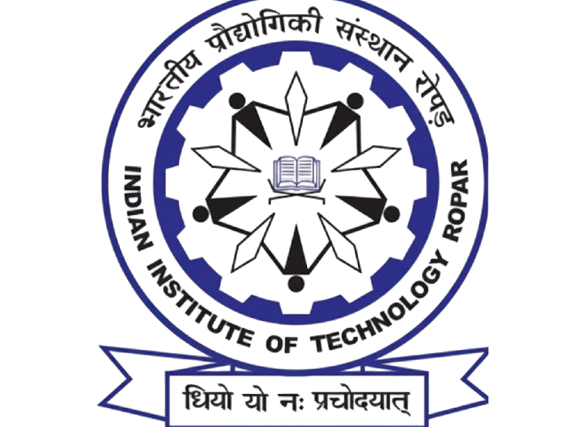 भारतीय प्रौद्योगिकी संस्थान रोपड़
INDIAN INSTITUTE OF TECHNOLOGY ROPAR
धियो यो नः प्रचोदयात्